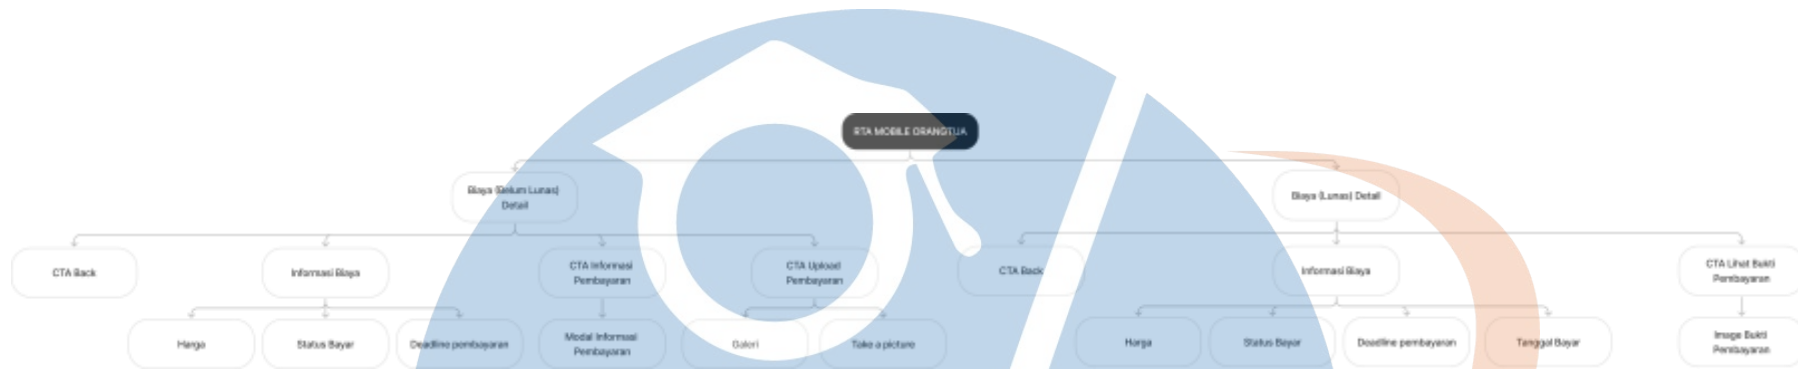 RTA MOBILE ORANGTUA
Biaya (Belum Lunas)
Detail
Biaya (Lunas) Detail
CTA Back
Informasi Biaya
CTA Informasi
Pembayaran
CTA Upload
Pembayaran
CTA Back
Informasi Biaya
CTA Lihat Bukti
Pembayaran
Harga
Status Bayar
Deadline pembayaran
Modal Informasi
Pembayaran
Galeri
Take a picture
Harga
Status Bayar
Deadline pembayaran
Tanggal Bayar
Image Bukti
Pembayaran